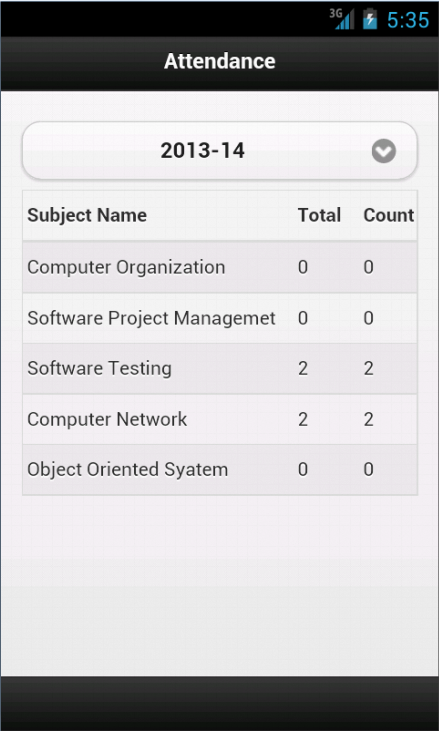 3G 5:35
Attendance
2013-14
Subject Name Total Count
Computer Organization 0 0
Software Project Managemet 0 0
Software Testing 2 2
Computer Network 2 2
Object Oriented Syatem 0 0